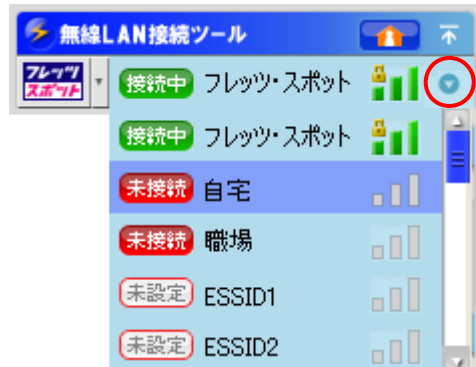 無線LAN接続ツール
フレッツ
スポット
接続中 フレッツ・スポット
接続中 フレッツ・スポット
未接続 自宅
未接続 職場
未設定 ESSID1
未設定 ESSID2